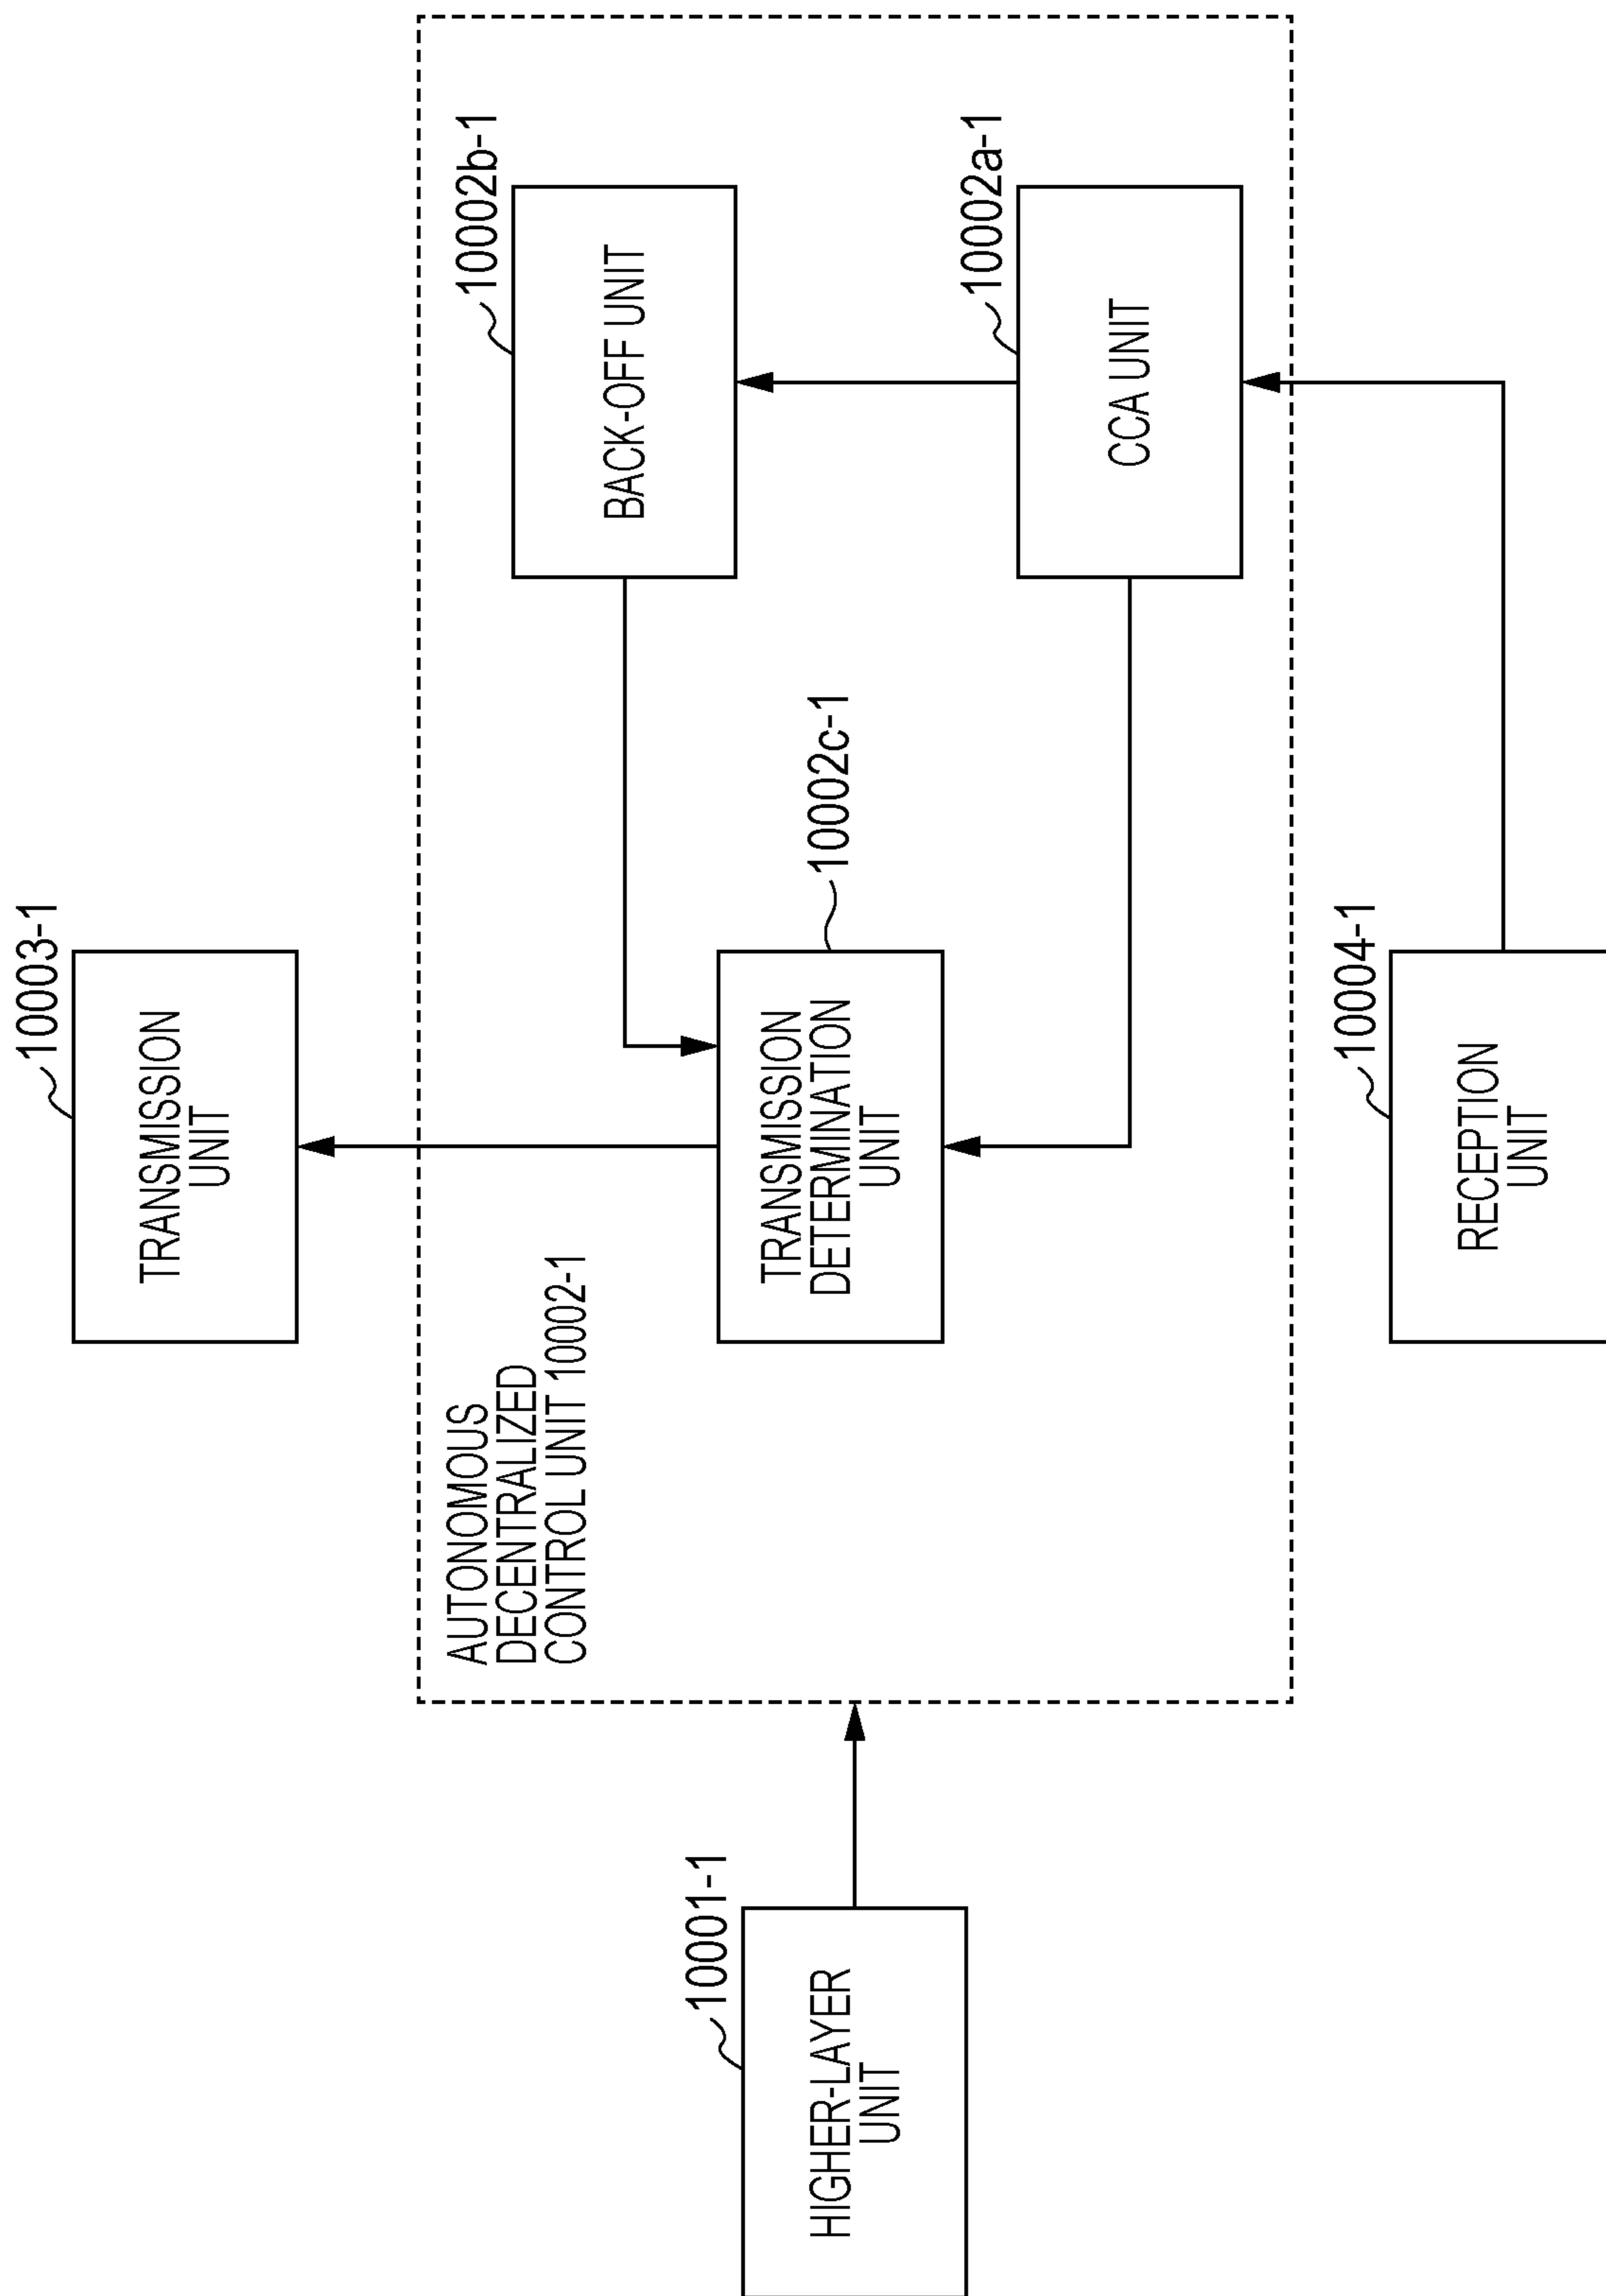 10003-1
TRANSMISSION
UNIT
AUTONOMOUS
DECENTRALIZED
CONTROL UNIT 10002-1
10002b-1
BACK-OFF UNIT
10001-1
HIGHER-LAYER
UNIT
10002c-1
TRANSMISSION
DETERMINATION
UNIT
10002a-1
CCA UNIT
10004-1
RECEPTION
UNIT